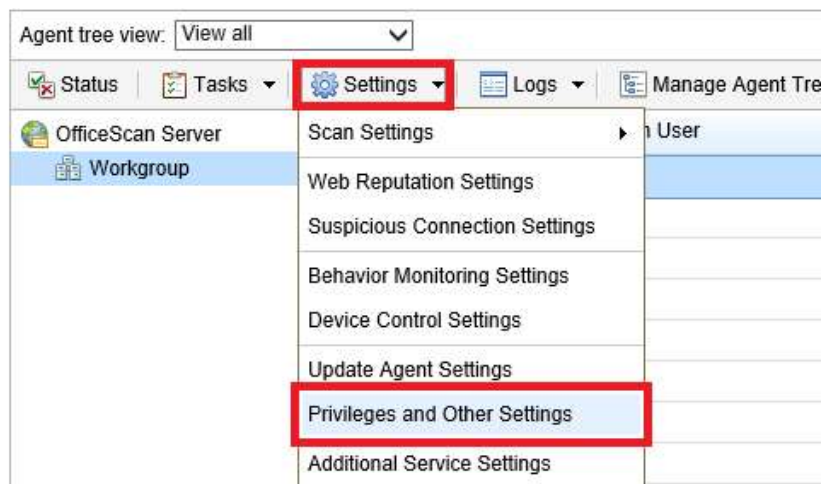 Agent tree view: View all
Status Tasks Settings Logs Manage Agent Tre
OfficeScan Server
Workgroup
Scan Settings
User
Web Reputation Settings
Suspicious Connection Settings
Behavior Monitoring Settings
Device Control Settings
Update Agent Settings
Privileges and Other Settings
Additional Service Settings